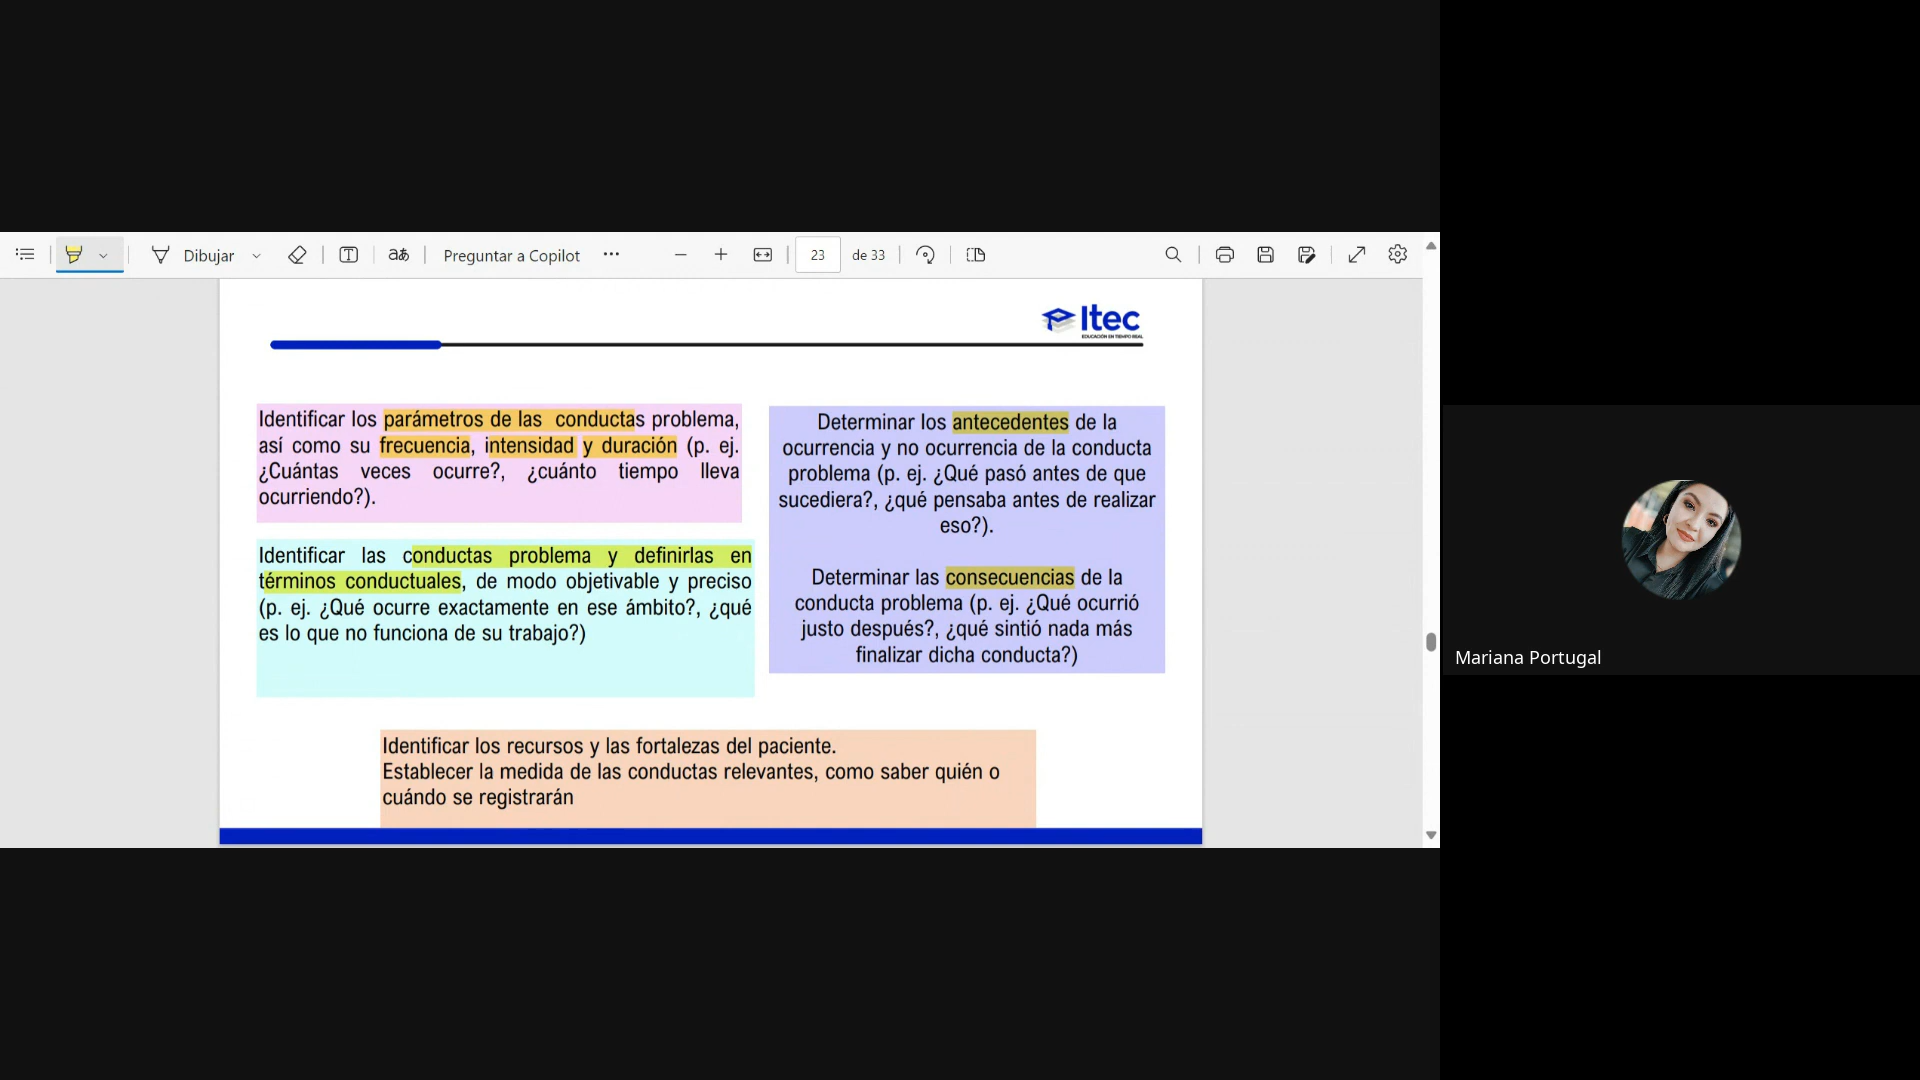 Dibujar
aあ
Preguntar a Copilot
23
de 33
Itec
EDUCACIÓN EN TIEMPO REAL
Identificar los parámetros de las conductas problema,
así como su frecuencia, intensidad y duración (p. ej.
¿Cuántas veces ocurre?, ¿cuánto tiempo lleva
ocurriendo?).
Identificar las conductas problema y definirlas en
términos conductuales, de modo objetivable y preciso
(p. ej. ¿Qué ocurre exactamente en ese ámbito?, ¿qué
es lo que no funciona de su trabajo?)
Determinar los antecedentes de la
ocurrencia y no ocurrencia de la conducta
problema (p. ej. ¿Qué pasó antes de que
sucediera?, ¿qué pensaba antes de realizar
eso?).
Determinar las consecuencias de la
conducta problema (p. ej. ¿Qué ocurrió
justo después?, ¿qué sintió nada más
finalizar dicha conducta?)
Identificar los recursos y las fortalezas del paciente.
Establecer la medida de las conductas relevantes, como saber quién o
cuándo se registrarán
Mariana Portugal